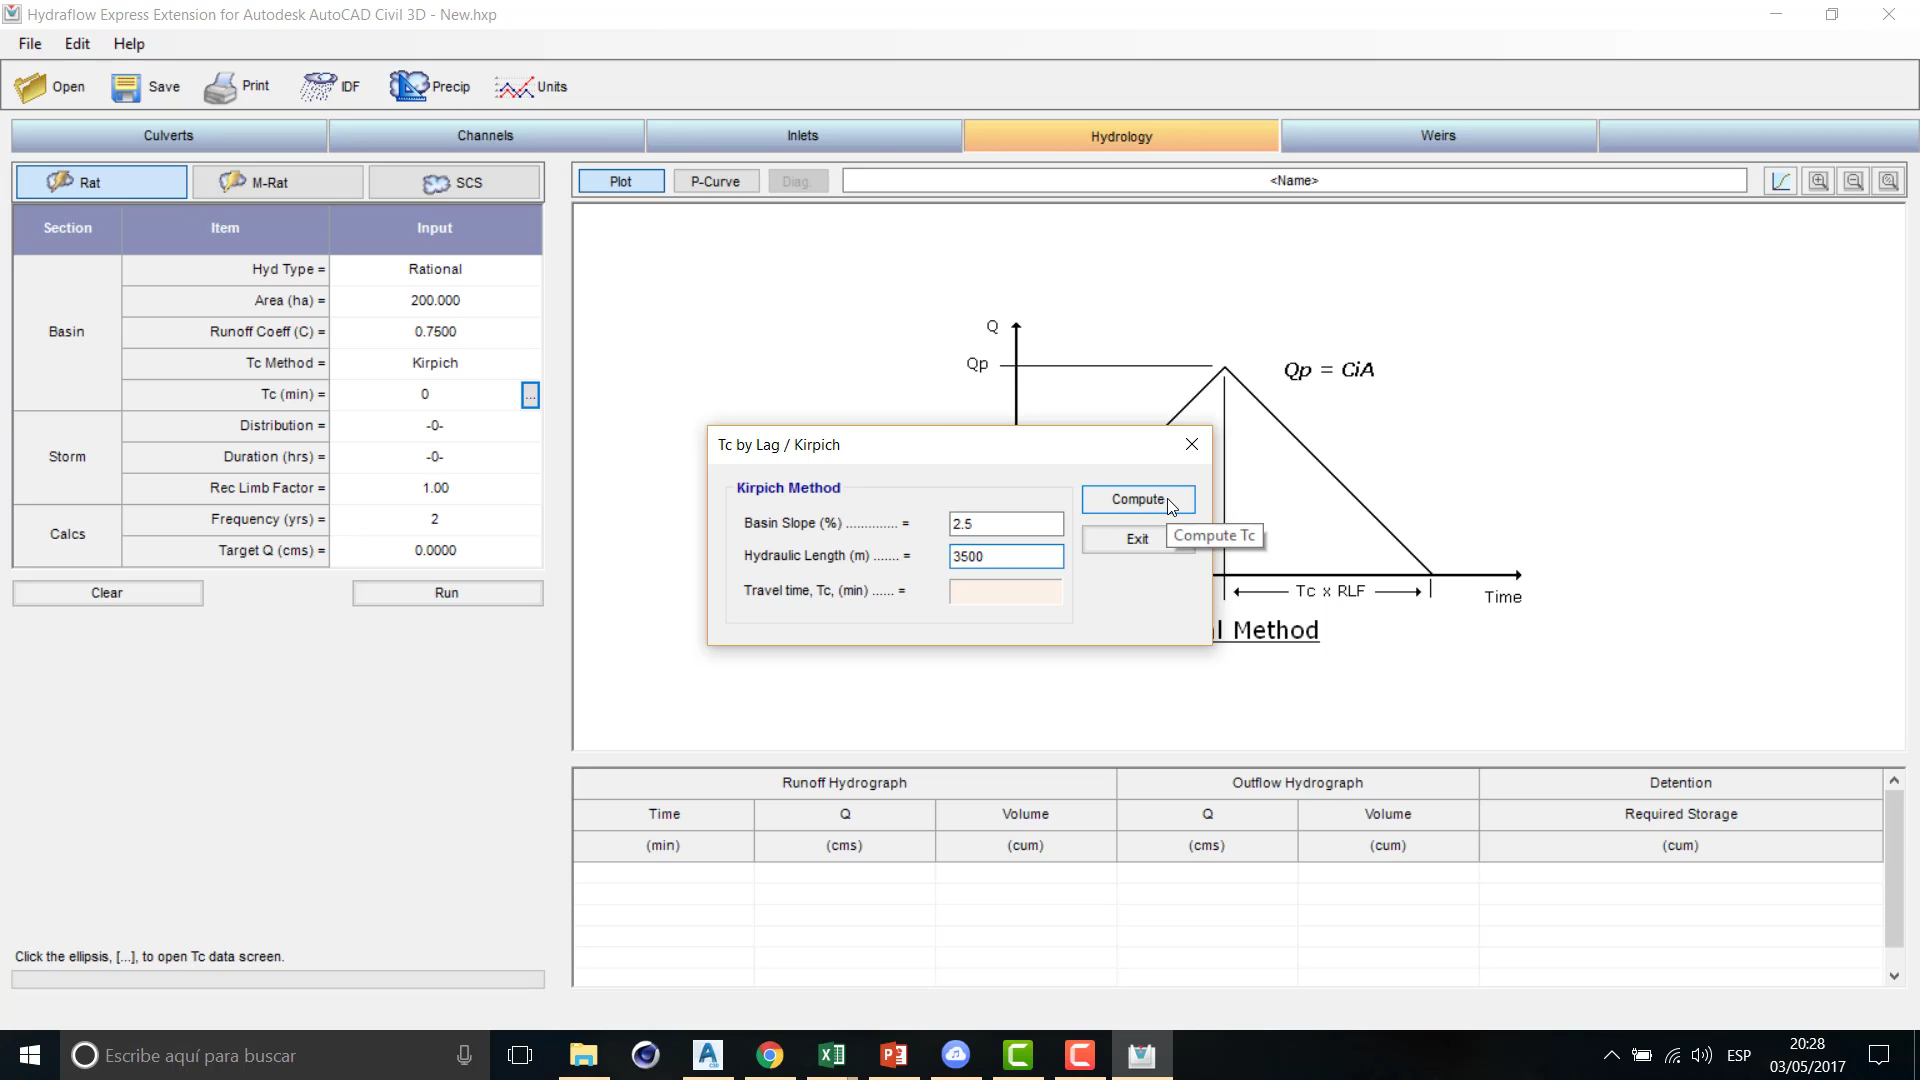 Hydraflow Express Extension for Autodesk AutoCAD Civil 3D - New.hxp
File Edit Help
Open Save Print IDF Precip Units
Culverts Channels Inlets Hydrology Weirs
Rat M-Rat SCS
Plot P-Curve Diag. <Name>
Section Item Input
Basin
Hyd Type = Rational
Area (ha) = 200.000
Runoff Coeff (C) = 0.7500
Tc Method = Kirpich
Tc (min) = 0 ...
Storm
Distribution = -0-
Duration (hrs) = -0-
Rec Limb Factor = 1.00
Calcs
Frequency (yrs) = 2
Target Q (cms) = 0.0000
Clear Run
Q
Qp
Qp = CiA
Tc by Lag / Kirpich
Kirpich Method
Basin Slope (%) ............. = 2.5
Hydraulic Length (m) ....... = 3500
Travel time, Tc, (min) ...... =
Compute
Exit
Compute Tc
Tc x RLF
Time
l Method
Runoff Hydrograph Outflow Hydrograph Detention
Time Q Volume Q Volume Required Storage
(min) (cms) (cum) (cms) (cum) (cum)
Click the ellipsis, [...], to open Tc data screen.
Escribe aquí para buscar
ESP
20:28
03/05/2017